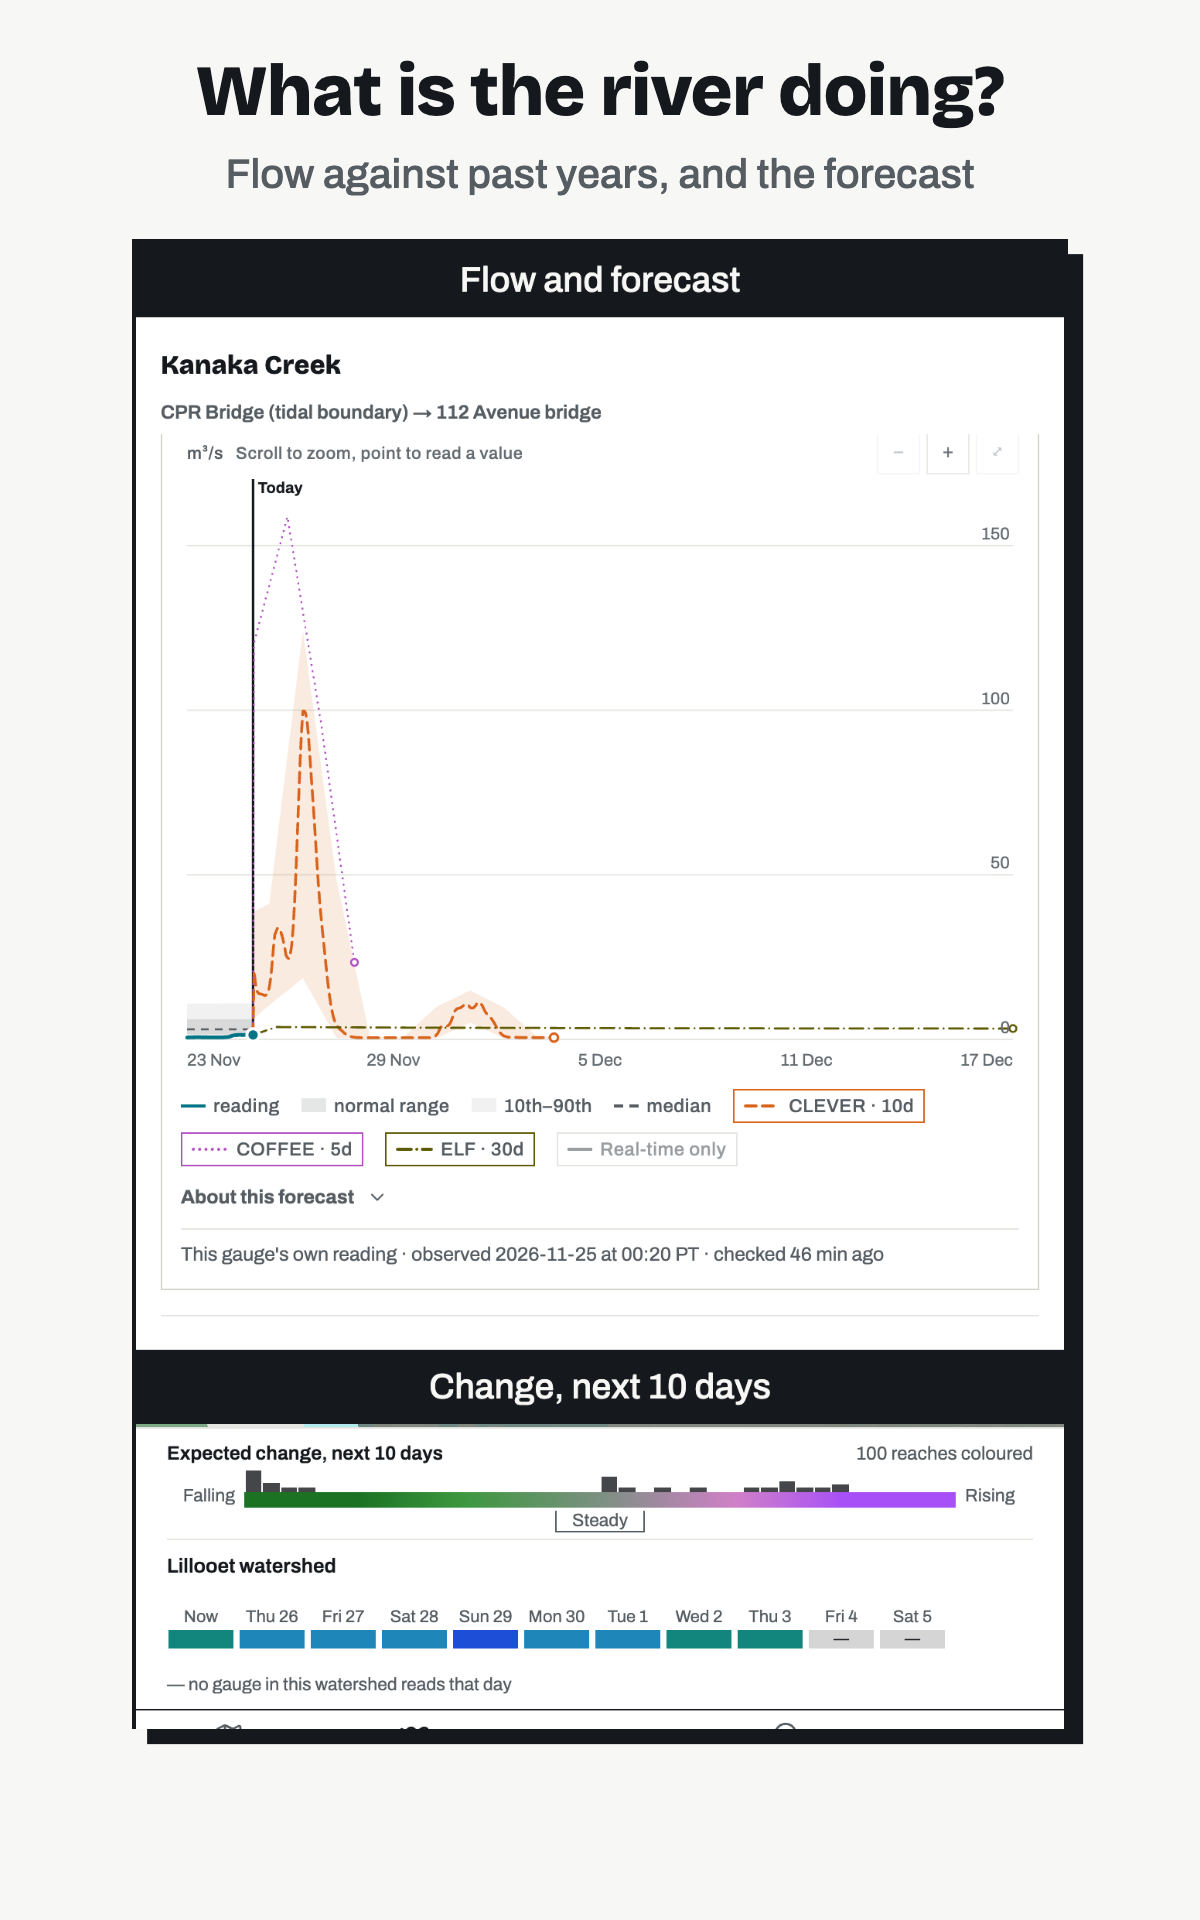 What is the river doing?
Flow against past years, and the forecast
Flow and forecast
Kanaka Creek
CPR Bridge (tidal boundary) → 112 Avenue bridge
m³/s Scroll to zoom, point to read a value
− + ⤢
Today
150
100
50
0
23 Nov 29 Nov 5 Dec 11 Dec 17 Dec
reading normal range 10th–90th median CLEVER · 10d
COFFEE · 5d ELF · 30d Real-time only
About this forecast
This gauge's own reading · observed 2026-11-25 at 00:20 PT · checked 46 min ago
Change, next 10 days
Expected change, next 10 days 100 reaches coloured
Falling Rising
Steady
Lillooet watershed
Now Thu 26 Fri 27 Sat 28 Sun 29 Mon 30 Tue 1 Wed 2 Thu 3 Fri 4 Sat 5
— —
— no gauge in this watershed reads that day